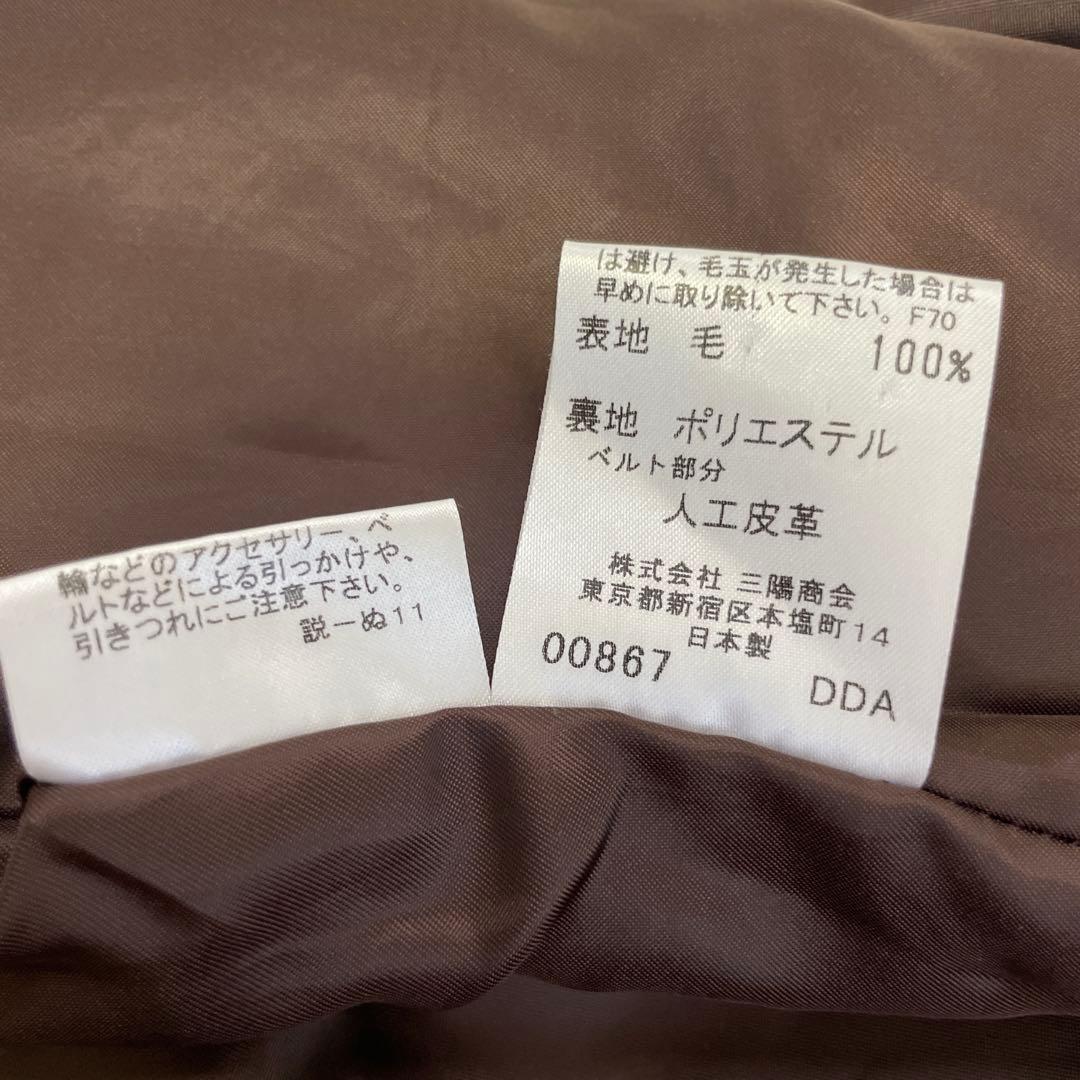 は避け、毛玉が発生した場合は
早めに取り除いて下さい。F70
表地 毛 100%
裏地 ポリエステル
ベルト部分
人工皮革
株式会社 三陽商会
東京都新宿区本塩町14
日本製
00867 DDA
輪などのアクセサリー、ベ
ルトなどによる引っかけや、
引きつれにご注意下さい。
説ーぬ11